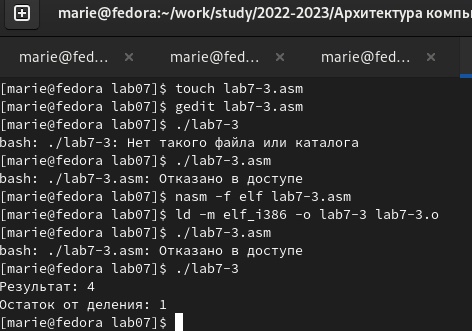 marie@fedora:~/work/study/2022-2023/Архитектура компь
marie@fed... × marie@fed... × marie@fed... ×
[marie@fedora lab07]$ touch lab7-3.asm
[marie@fedora lab07]$ gedit lab7-3.asm
[marie@fedora lab07]$ ./lab7-3
bash: ./lab7-3: Нет такого файла или каталога
[marie@fedora lab07]$ ./lab7-3.asm
bash: ./lab7-3.asm: Отказано в доступе
[marie@fedora lab07]$ nasm -f elf lab7-3.asm
[marie@fedora lab07]$ ld -m elf_i386 -o lab7-3 lab7-3.o
[marie@fedora lab07]$ ./lab7-3.asm
bash: ./lab7-3.asm: Отказано в доступе
[marie@fedora lab07]$ ./lab7-3
Результат: 4
Остаток от деления: 1
[marie@fedora lab07]$